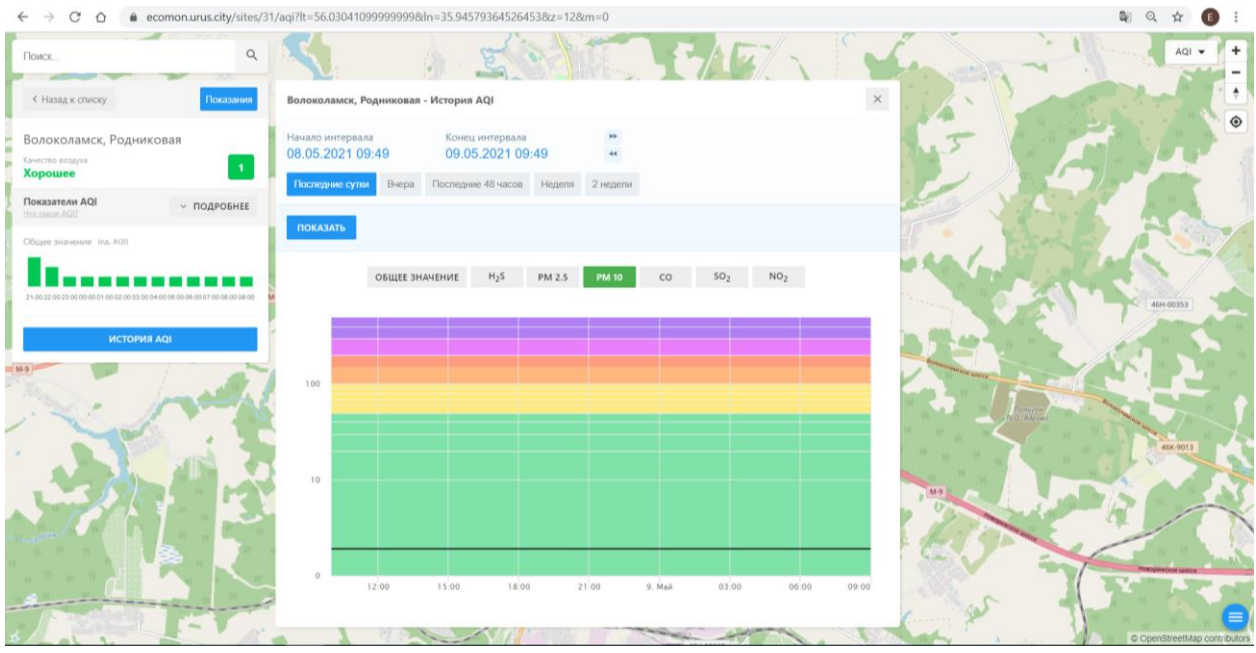 ecomon.urus.city/sites/31/aqi?lt=56.03041099999999&ln=35.94579364526453&z=12&m=0
E
Поиск...
AQI
Назад к списку
Показания
Волоколамск, Родниковая
Качество воздуха
Хорошее
1
Показатели AQI
Что такое AQI?
ПОДРОБНЕЕ
Общее значение (ед. AQI)
21:00 22:00 23:00 00:00 01:00 02:00 03:00 04:00 05:00 06:00 07:00 08:00 09:00
ИСТОРИЯ AQI
Волоколамск, Родниковая - История AQI
Начало интервала Конец интервала
08.05.2021 09:49 09.05.2021 09:49
Последние сутки Вчера Последние 48 часов Неделя 2 недели
ПОКАЗАТЬ
ОБЩЕЕ ЗНАЧЕНИЕ H₂S PM 2.5 PM 10 CO SO₂ NO₂
100
10
0
12:00 15:00 18:00 21:00 9. Май 03:00 06:00 09:00
M-9
46Н-00353
Волоколамское шоссе
Волоколамское шоссе
46К-9013
M-9
Новорижское шоссе
Новорижское шоссе
© OpenStreetMap contributors